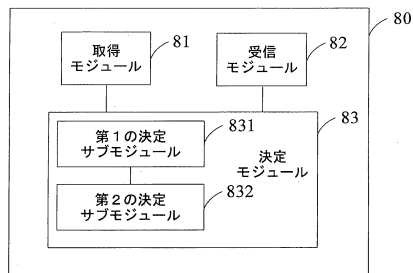 80
取得
モジュール
81
受信
モジュール
82
83
第１の決定
サブモジュール
831
決定
モジュール
第２の決定
サブモジュール
832